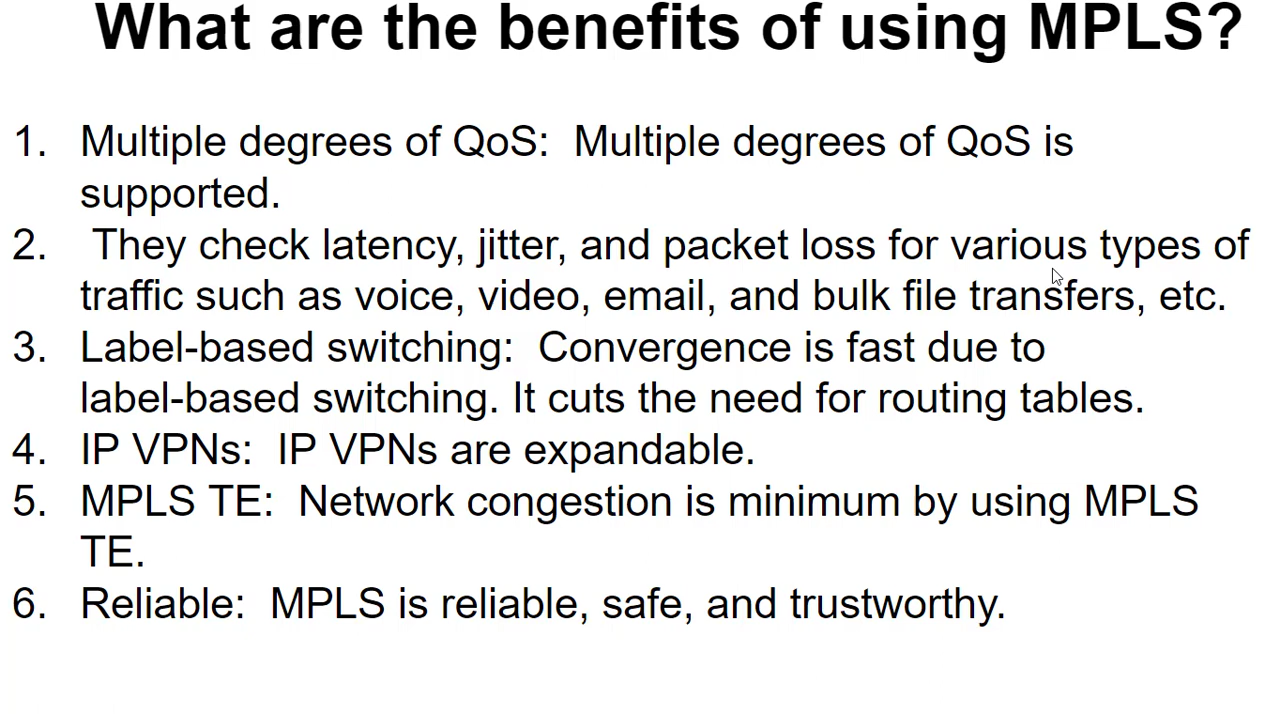 What are the benefits of using MPLS?
1. Multiple degrees of QoS: Multiple degrees of QoS is
supported.
2. They check latency, jitter, and packet loss for various types of
traffic such as voice, video, email, and bulk file transfers, etc.
3. Label-based switching: Convergence is fast due to
label-based switching. It cuts the need for routing tables.
4. IP VPNs: IP VPNs are expandable.
5. MPLS TE: Network congestion is minimum by using MPLS
TE.
6. Reliable: MPLS is reliable, safe, and trustworthy.